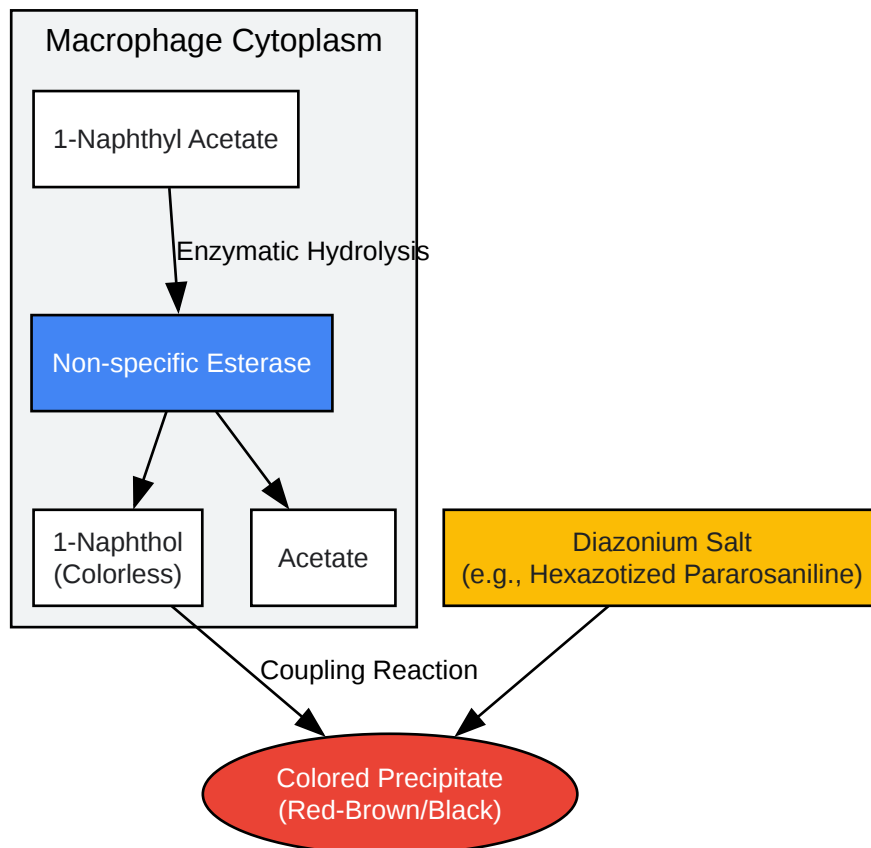 Macrophage Cytoplasm
1-Naphthyl Acetate
Enzymatic Hydrolysis
Non-specific Esterase
1-Naphthol
(Colorless)
Acetate
Diazonium Salt
(e.g., Hexazotized Pararosaniline)
Coupling Reaction
Colored Precipitate
(Red-Brown/Black)